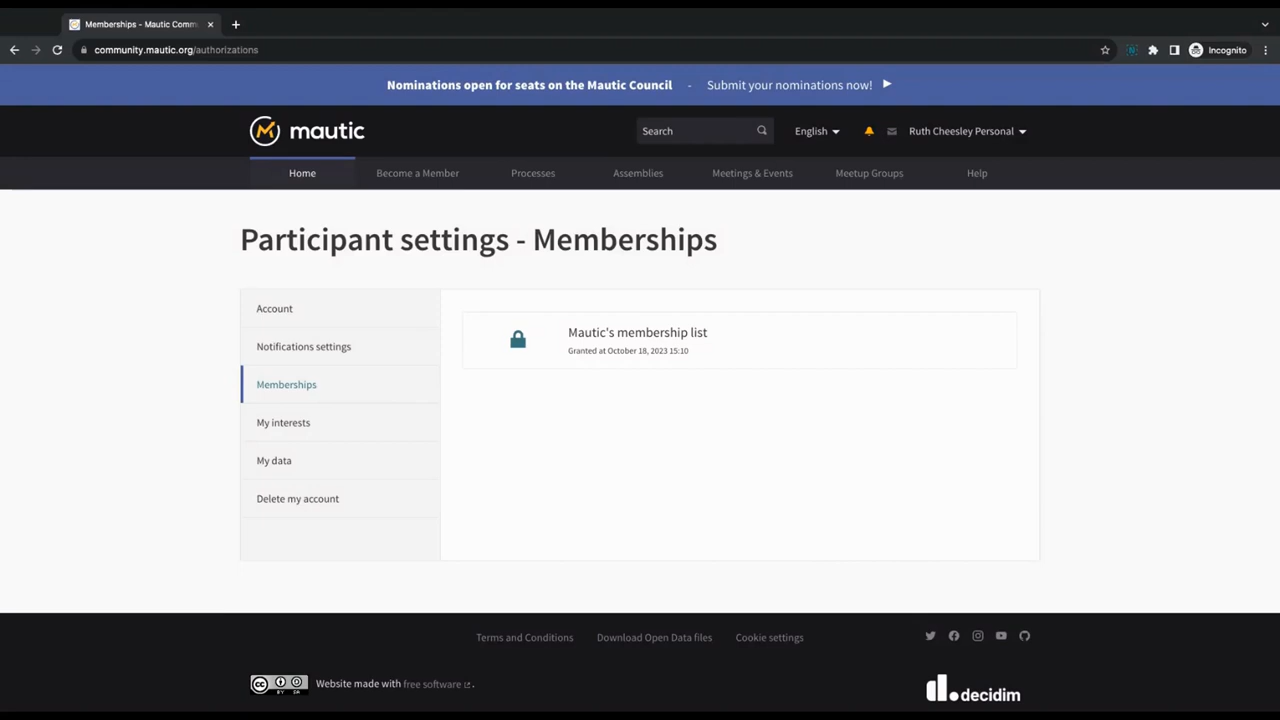 Memberships - Mautic Comm
community.mautic.org/authorizations
Incognito
Nominations open for seats on the Mautic Council - Submit your nominations now!
mautic
Search
English
Ruth Cheesley Personal
Home
Become a Member
Processes
Assemblies
Meetings & Events
Meetup Groups
Help
Participant settings - Memberships
Account
Notifications settings
Memberships
My interests
My data
Delete my account
Mautic's membership list
Granted at October 18, 2023 15:10
Terms and Conditions
Download Open Data files
Cookie settings
cc
BY SA
Website made with free software.
decidim